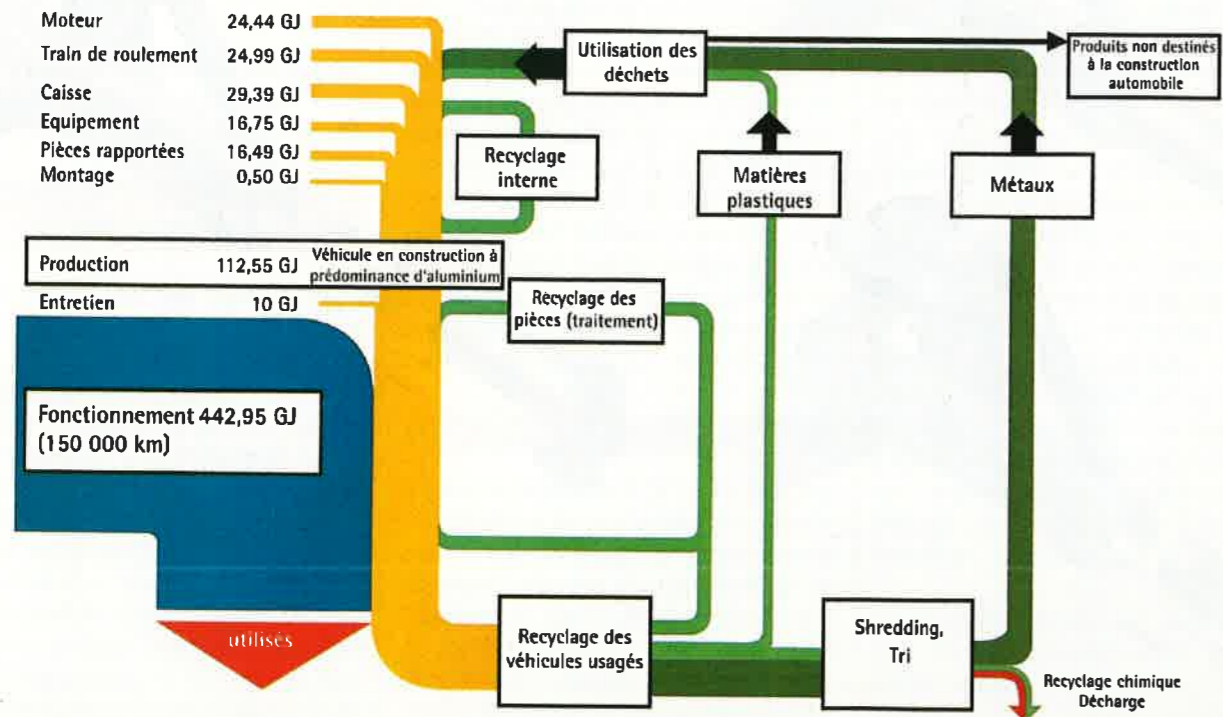 Moteur 24,44 GJ
Train de roulement 24,99 GJ
Caisse 29,39 GJ
Equipement 16,75 GJ
Pièces rapportées 16,49 GJ
Montage 0,50 GJ
Production 112,55 GJ
Véhicule en construction à
prédominance d'aluminium
Entretien 10 GJ
Fonctionnement 442,95 GJ
(150 000 km)
utilisés
Utilisation des
déchets
Produits non destinés
à la construction
automobile
Recyclage
interne
Matières
plastiques
Métaux
Recyclage des
pièces (traitement)
Recyclage des
véhicules usagés
Shredding,
Tri
Recyclage chimique
Décharge